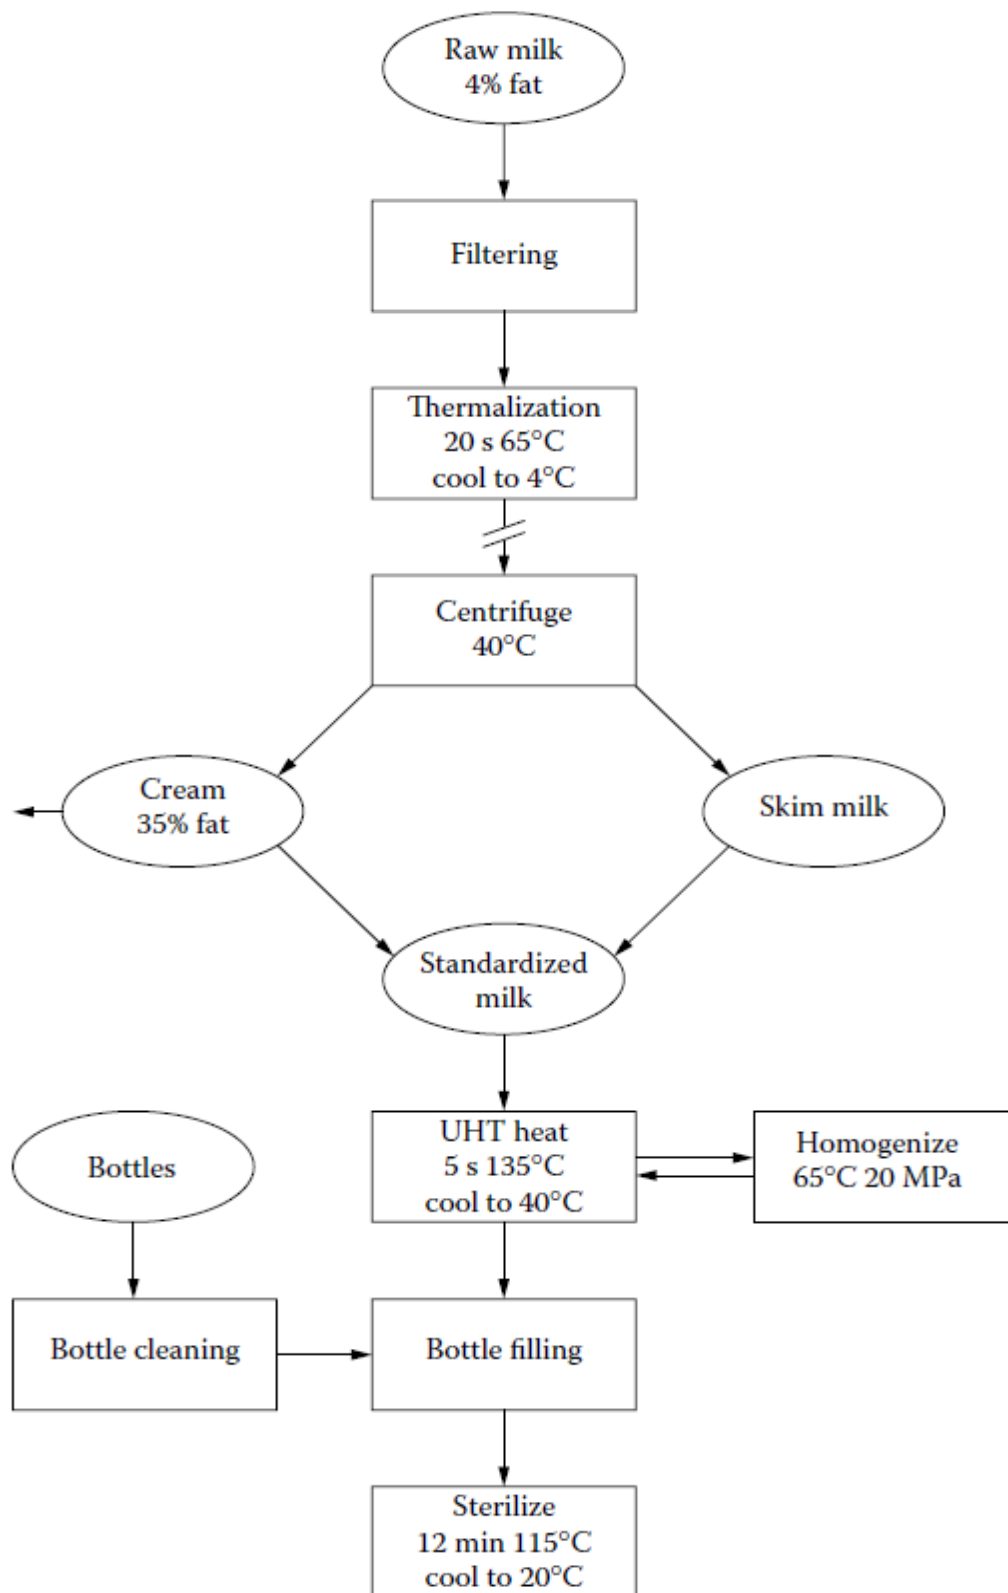 Raw milk
4% fat
Filtering
Thermalization
20 s 65°C
cool to 4°C
Centrifuge
40°C
Cream
35% fat
Skim milk
Standardized
milk
UHT heat
5 s 135°C
cool to 40°C
Homogenize
65°C 20 MPa
Bottles
Bottle cleaning
Bottle filling
Sterilize
12 min 115°C
cool to 20°C